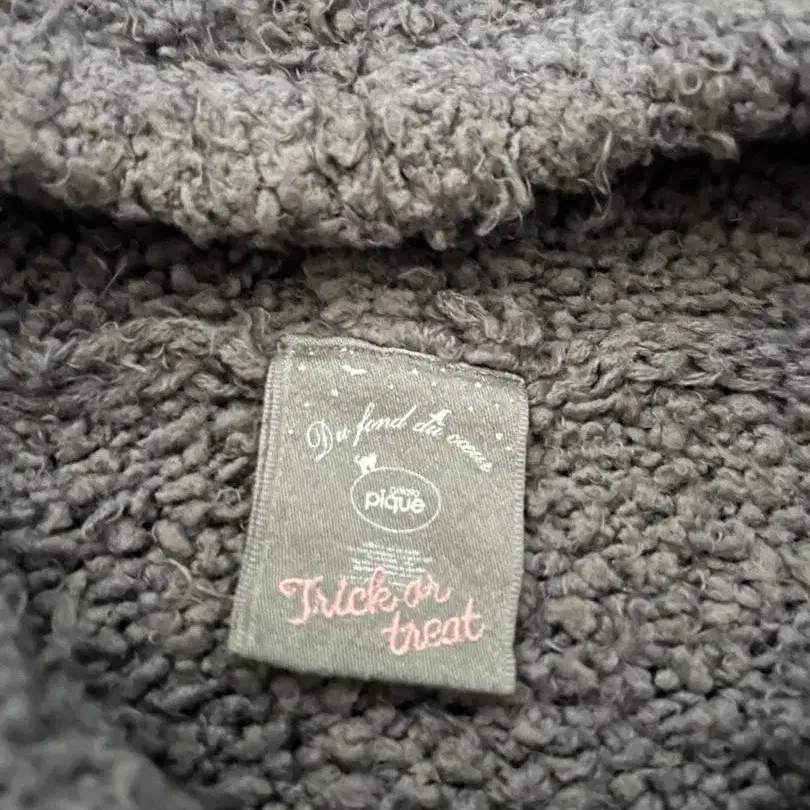 Du fond du cœur
gelato
pique
Trick or
treat